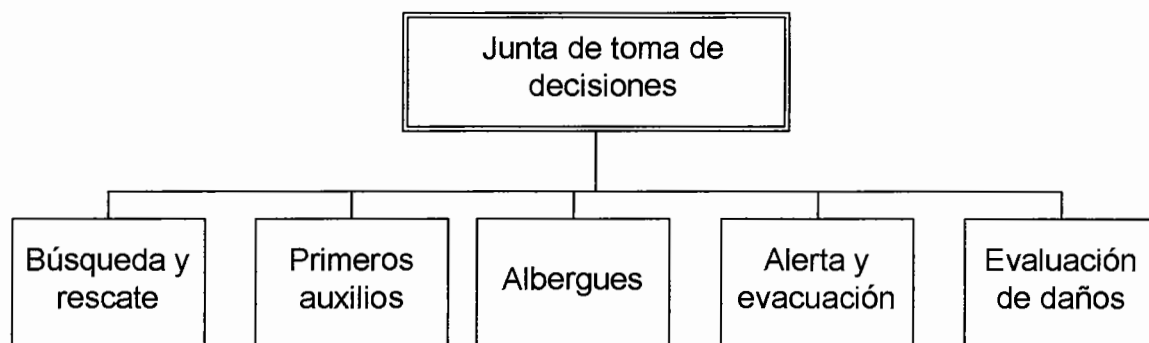 Junta de toma de
decisiones
Búsqueda y
rescate
Primeros
auxilios
Albergues
Alerta y
evacuación
Evaluación
de daños